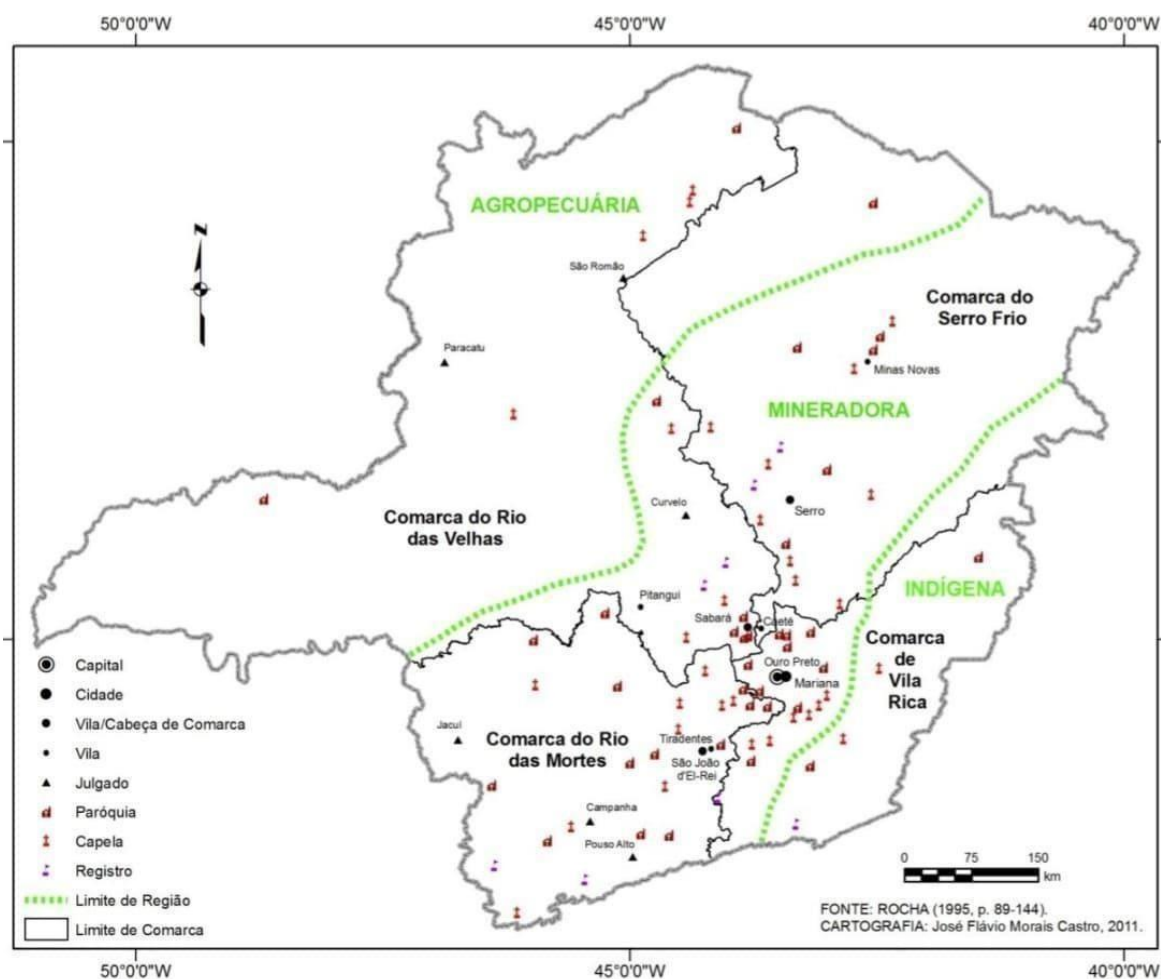 50°0'0"W
45°0'0"W
40°0'0"W
N
AGROPECUÁRIA
São Romão
Comarca do
Serro Frio
Paracatu
Minas Novas
MINERADORA
Curvelo
Serro
Comarca do Rio
das Velhas
INDÍGENA
Pitangui
Sabará
Caeté
Comarca
de
Vila
Rica
Ouro Preto
Mariana
Jacuí
Comarca do Rio
das Mortes
Tiradentes
São João
d'El-Rei
Campanha
Pouso Alto
Capital
Cidade
Vila/Cabeça de Comarca
Vila
Julgado
Paróquia
Capela
Registro
Limite de Região
Limite de Comarca
0 75 150
km
FONTE: ROCHA (1995, p. 89-144).
CARTOGRAFIA: José Flávio Morais Castro, 2011.
50°0'0"W
45°0'0"W
40°0'0"W